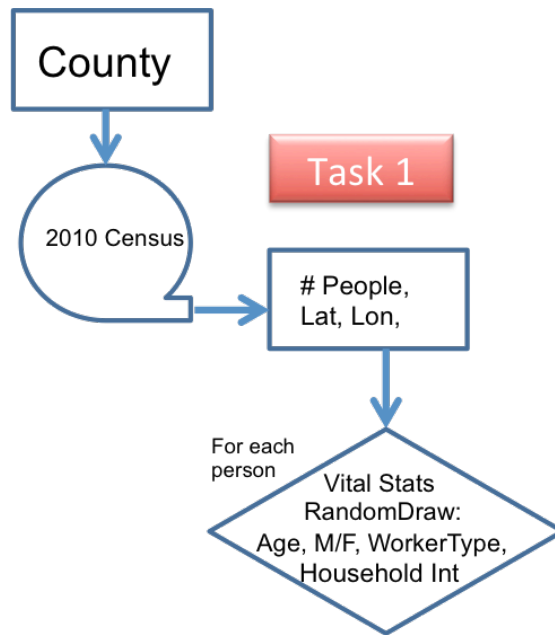 County
Task 1
2010 Census
# People,
Lat, Lon,
For each
person
Vital Stats
RandomDraw:
Age, M/F, WorkerType,
Household Int